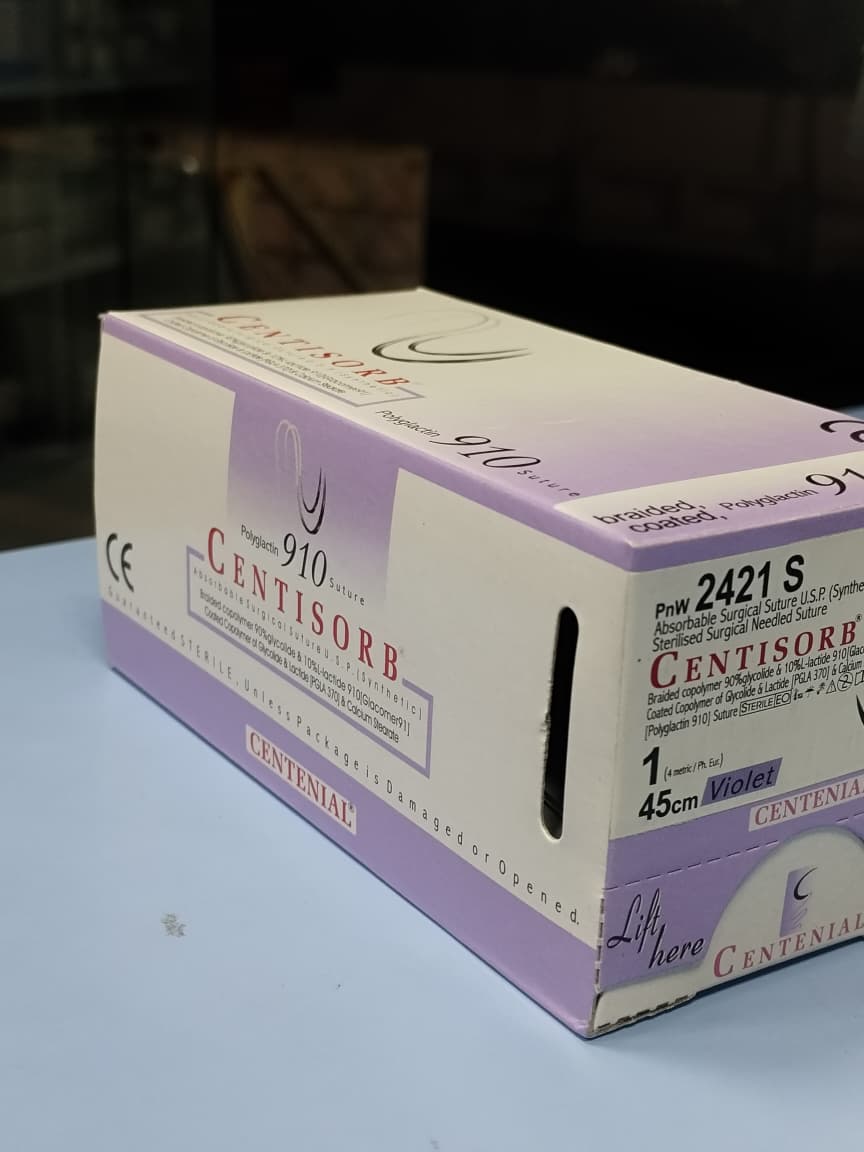 CENTISORB
Polyglactin 910 Suture
braided,
coated, Polyglactin 91
Polyglactin 910 Suture
CENTISORB
Absorbable Surgical Suture U.S.P. (Synthetic)
Braided copolymer 90%glycolide & 10%L-lactide 910[Glacomer91]
Coated Copolymer of Glycolide & Lactide [PGLA 370] & Calcium Stearate
CE
Guaranteed STERILE, Unless Package is Damaged or Opened.
CENTENIAL®
PnW 2421 S
Absorbable Surgical Suture U.S.P. (Synthe
Sterilised Surgical Needled Suture
CENTISORB®
Braided copolymer 90%glycolide & 10%L-lactide 910[Glac
Coated Copolymer of Glycolide & Lactide [PGLA 370] & Calcium
[Polyglactin 910] Suture STERILE EO
1 (4 metric / Ph. Eur.)
45cm Violet
CENTENIA
Lift
here
CENTENIAL